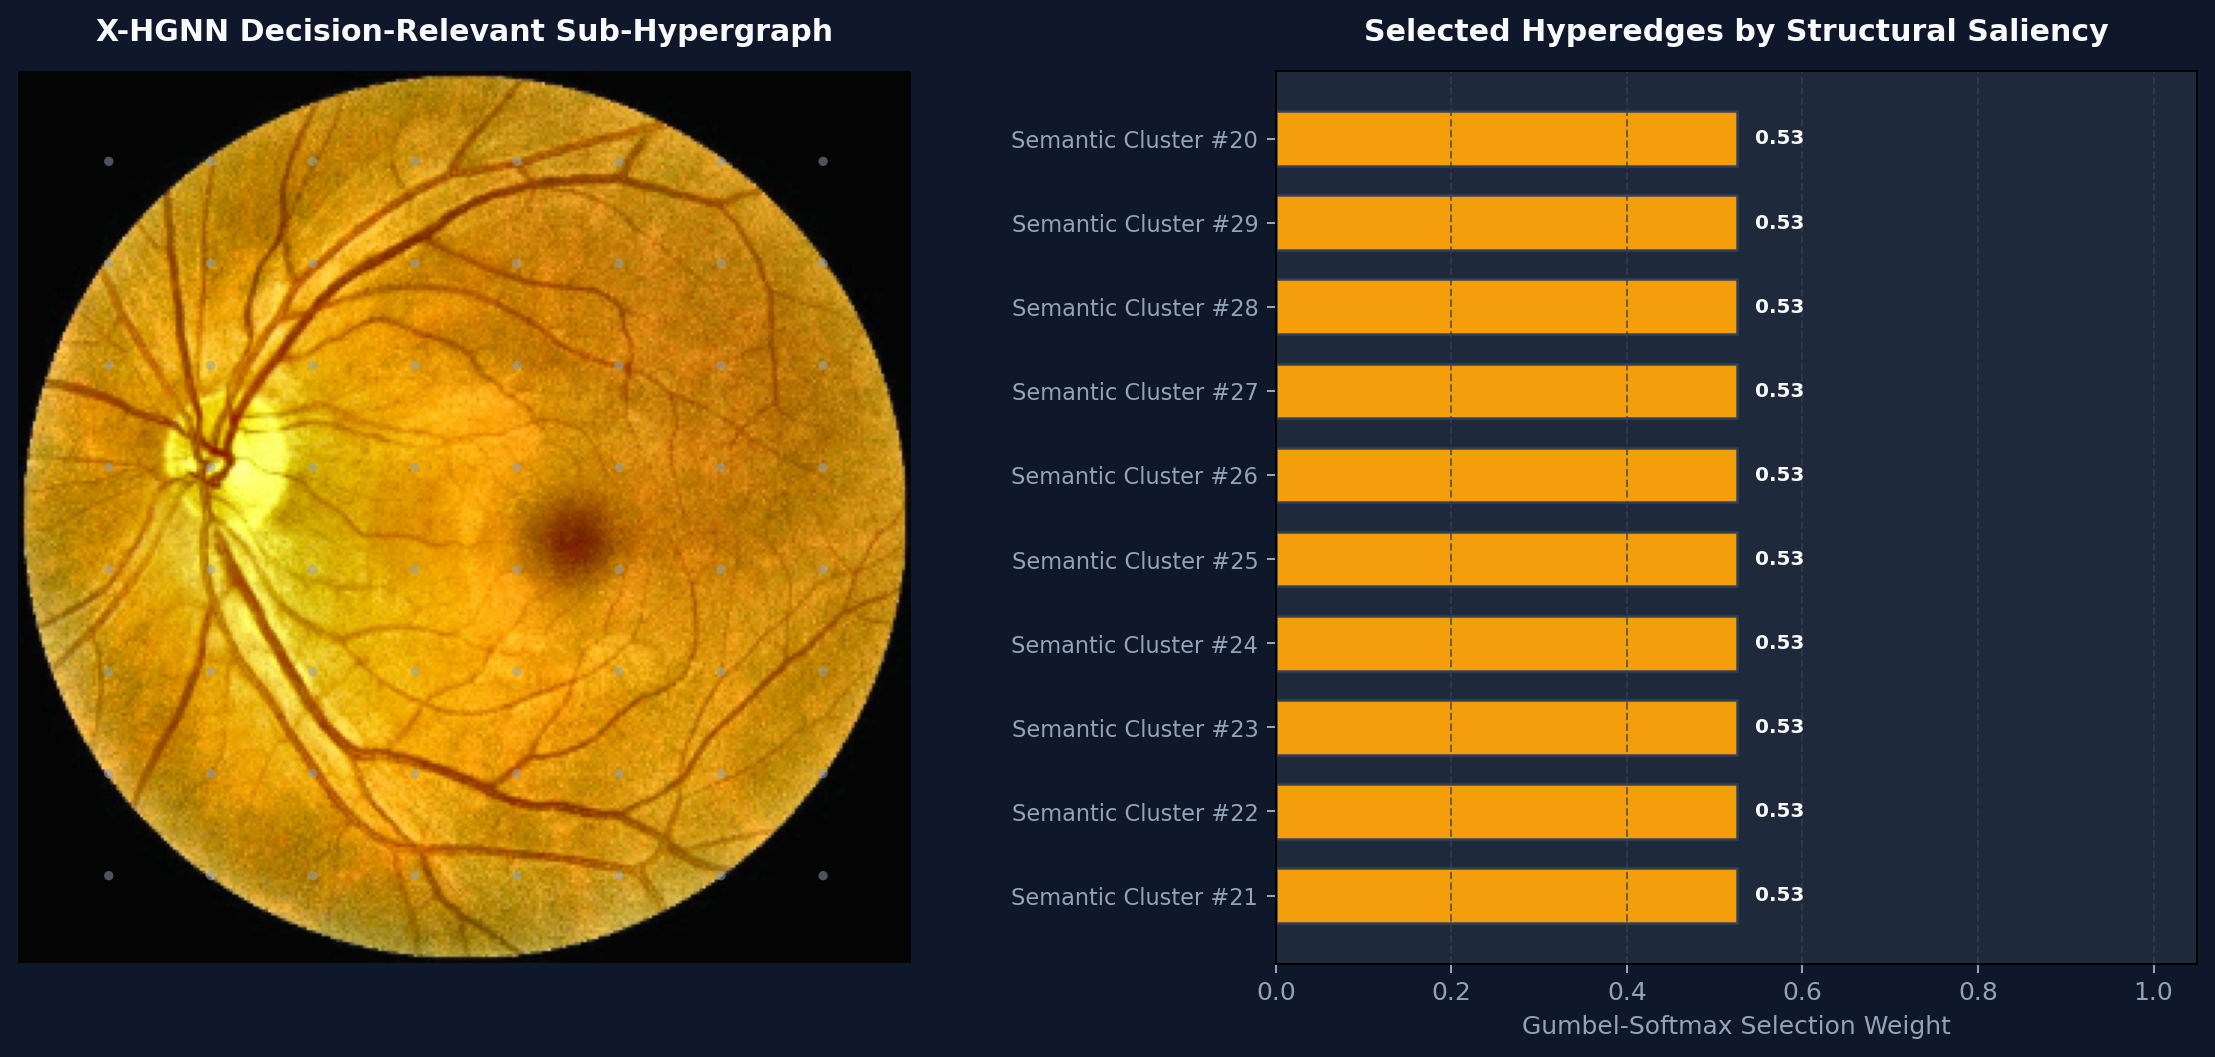 X-HGNN Decision-Relevant Sub-Hypergraph
Selected Hyperedges by Structural Saliency
Semantic Cluster #20 0.53
Semantic Cluster #29 0.53
Semantic Cluster #28 0.53
Semantic Cluster #27 0.53
Semantic Cluster #26 0.53
Semantic Cluster #25 0.53
Semantic Cluster #24 0.53
Semantic Cluster #23 0.53
Semantic Cluster #22 0.53
Semantic Cluster #21 0.53
0.0 0.2 0.4 0.6 0.8 1.0
Gumbel-Softmax Selection Weight